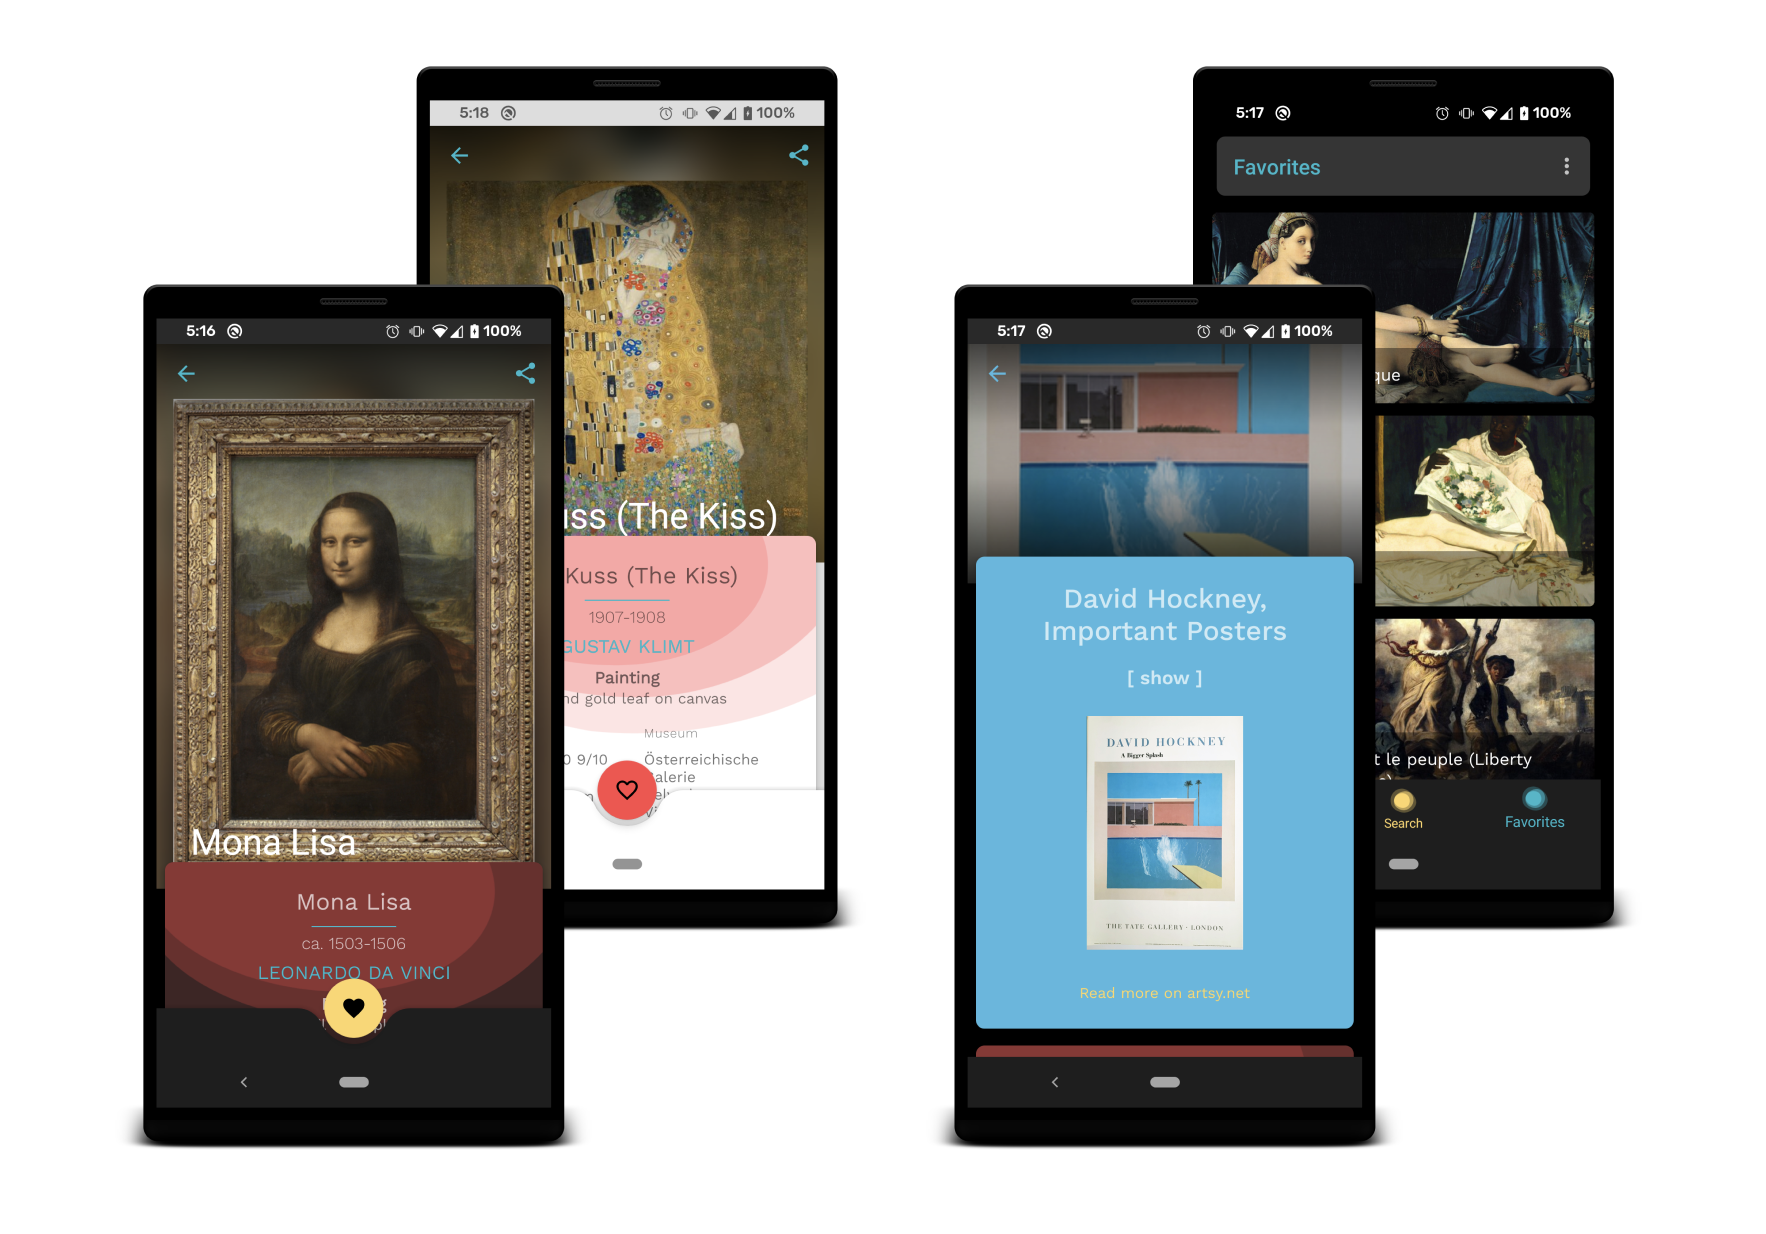 5:18
100%
uss (The Kiss)
Kuss (The Kiss)
1907-1908
GUSTAV KLIMT
Painting
nd gold leaf on canvas
Museum
0 9/10
Österreichische
alerie
5:16
100%
Mona Lisa
Mona Lisa
ca. 1503-1506
LEONARDO DA VINCI
5:17
100%
David Hockney,
Important Posters
[ show ]
DAVID HOCKNEY
A Bigger Splash
THE TATE GALLERY · LONDON
Read more on artsy.net
5:17
100%
Favorites
que
t le peuple (Liberty
Search
Favorites